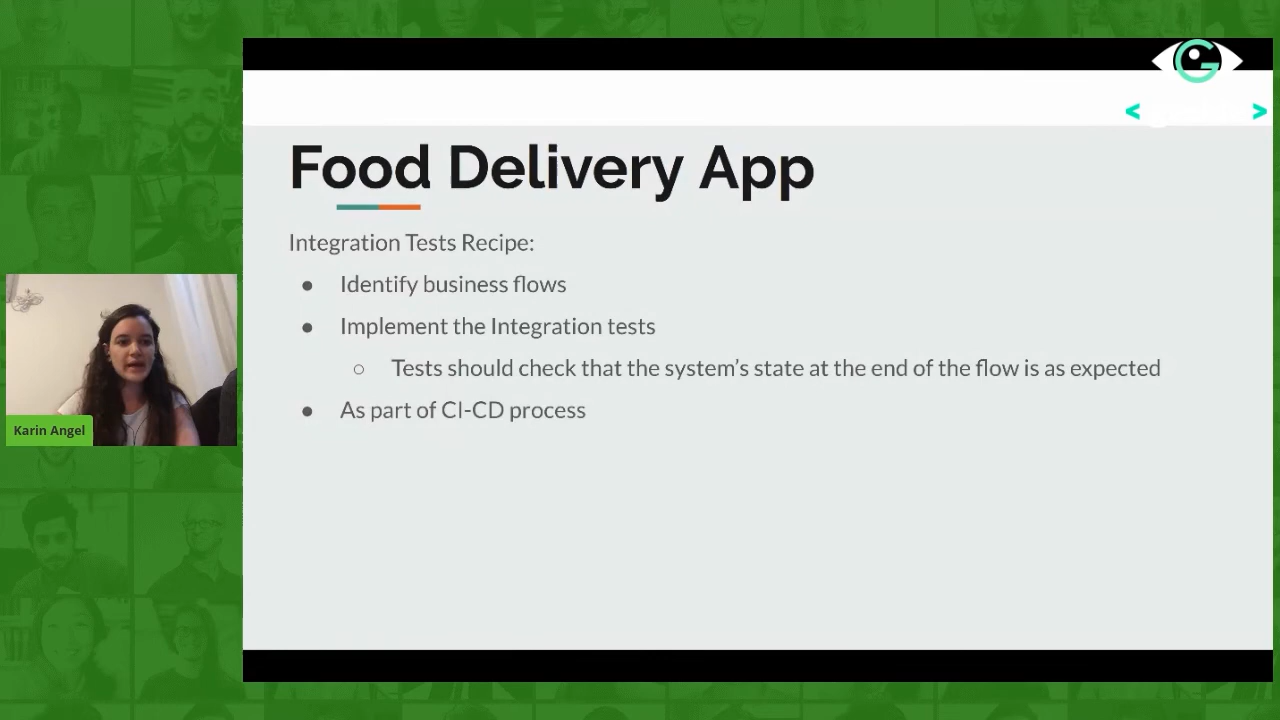 Food Delivery App
Integration Tests Recipe:
● Identify business flows
● Implement the Integration tests
○ Tests should check that the system’s state at the end of the flow is as expected
● As part of CI-CD process
Karin Angel
< >